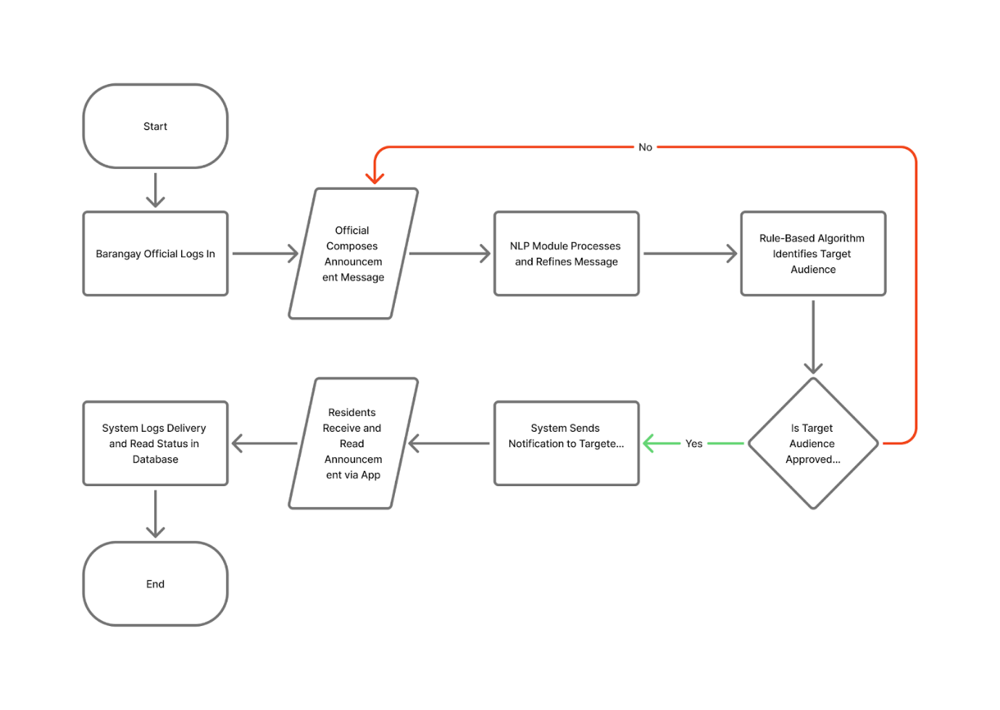 Start
No
Barangay Official Logs In
Official
Composes
Announcem
ent Message
NLP Module Processes
and Refines Message
Rule-Based Algorithm
Identifies Target
Audience
System Logs Delivery
and Read Status in
Database
Residents
Receive and
Read
Announcem
ent via App
System Sends
Notification to Targete...
Yes
Is Target
Audience
Approved...
End